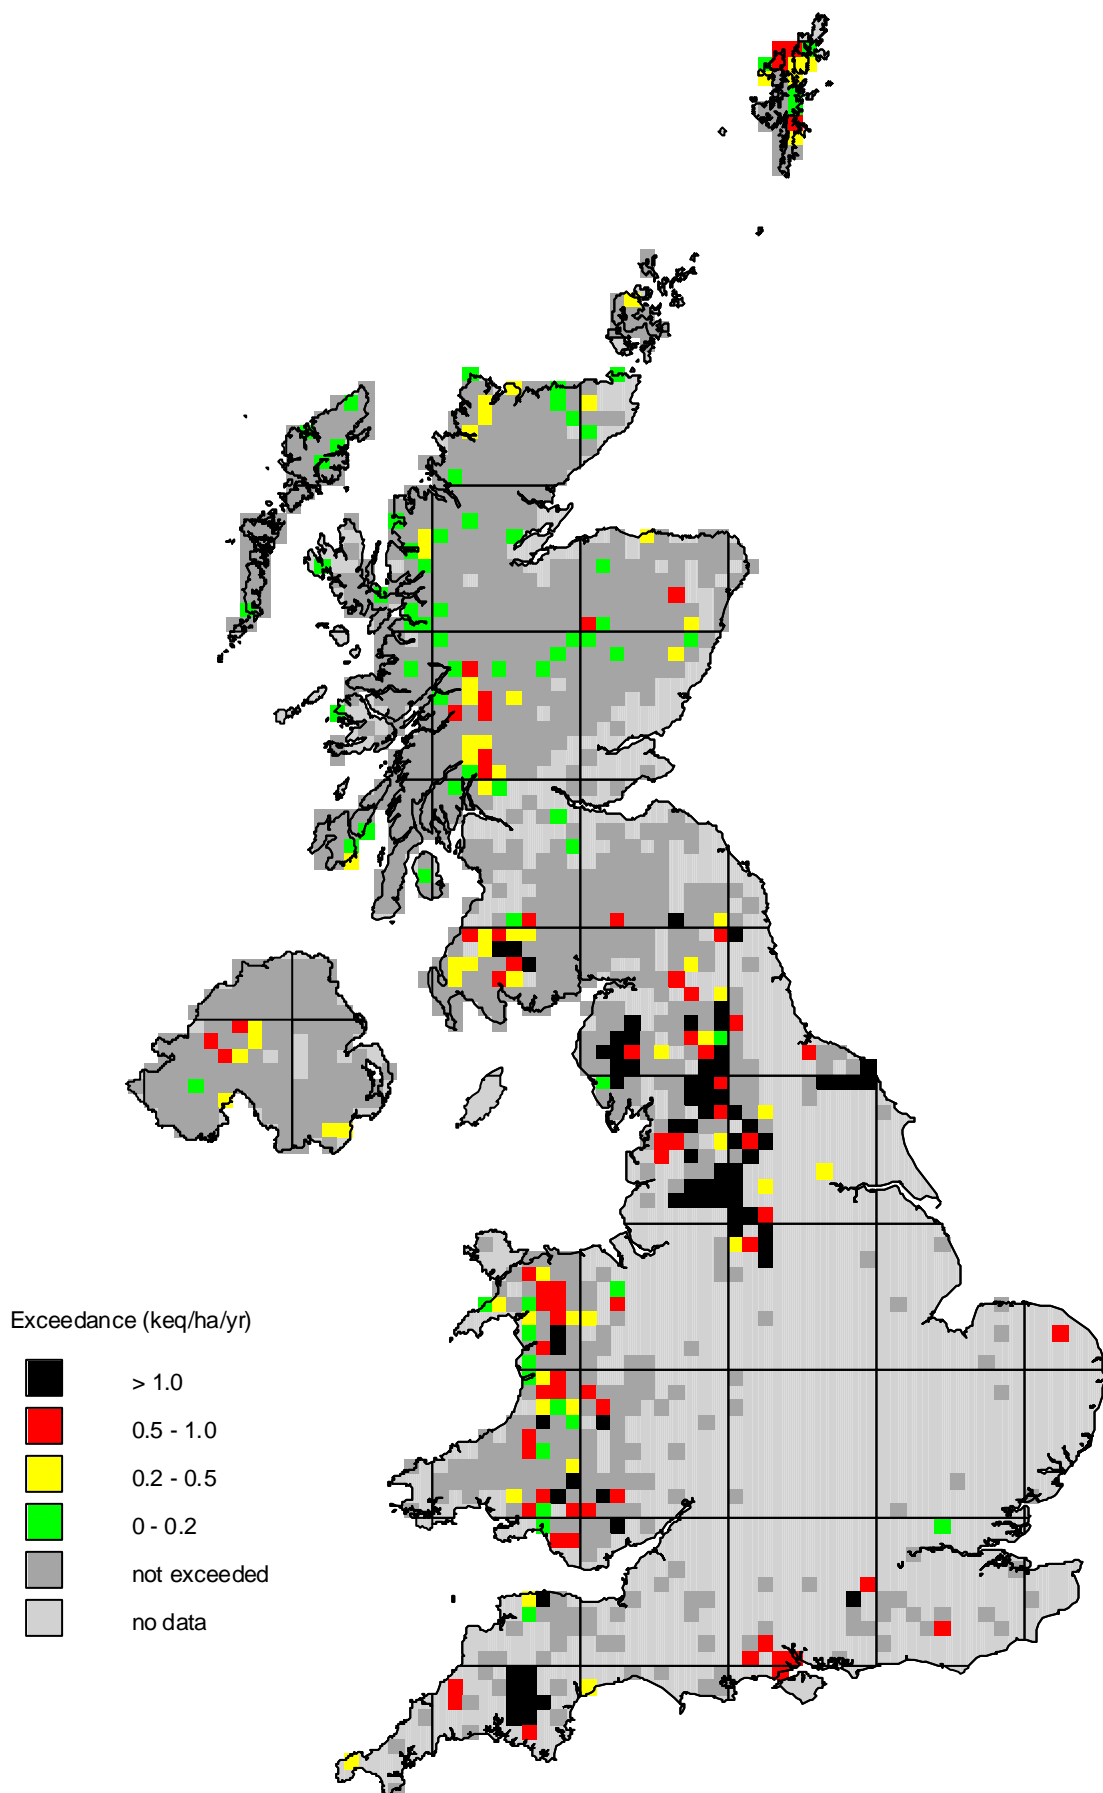 Exceedance (keq/ha/yr)
> 1.0
0.5 - 1.0
0.2 - 0.5
0 - 0.2
not exceeded
no data